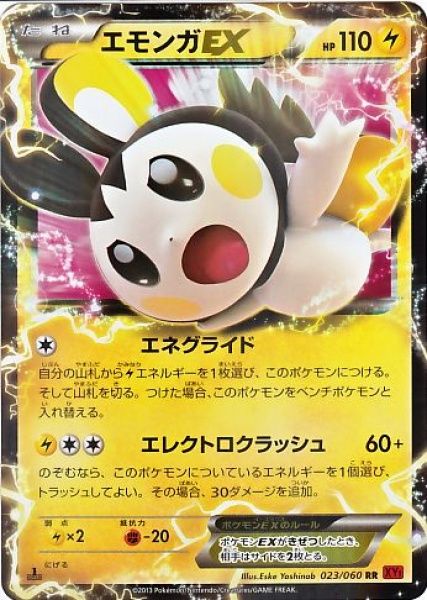 たね エモンガEX HP110
エネグライド
自分の山札から エネルギーを1枚選び、このポケモンにつける。
そして山札を切る。つけた場合、このポケモンをベンチポケモンと
入れ替える。
エレクトロクラッシュ 60+
のぞむなら、このポケモンについているエネルギーを1個選び、
トラッシュしてよい。その場合、30ダメージを追加。
弱点 抵抗力
×2 -20
ポケモンEXのルール
ポケモンEXがきぜつしたとき、
相手はサイドを2枚とる。
にげる
Illus.Eske Yoshinob 023/060 RR XY1
©2013 Pokémon/Nintendo/Creatures/GAME FREAK.